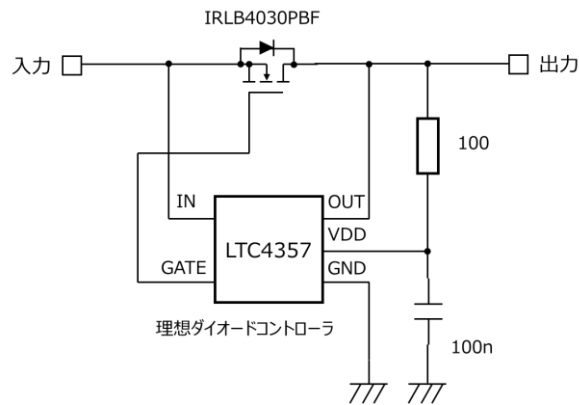 IRLB4030PBF
入力
出力
100
IN
OUT
VDD
LTC4357
GATE
GND
理想ダイオードコントローラ
100n